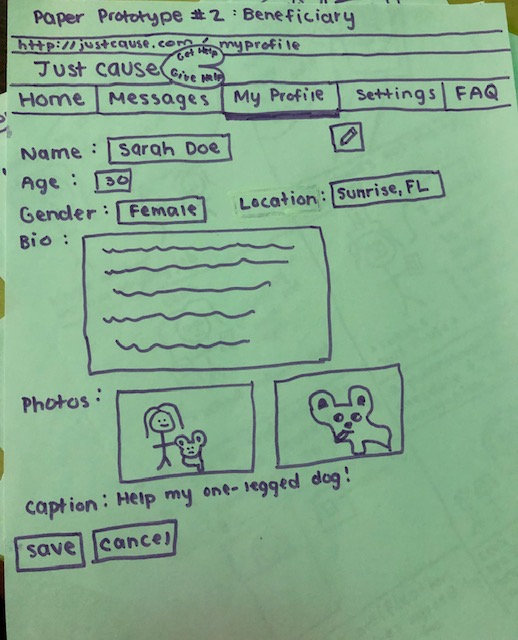 Paper Prototype #2: Beneficiary
http://justcause.com/myprofile
Just cause Get Help Give Help
Home Messages My Profile Settings FAQ
Name: Sarah Doe
Age: 30
Gender: Female Location: Sunrise, FL
Bio:
Photos:
Caption: Help my one-legged dog!
save cancel